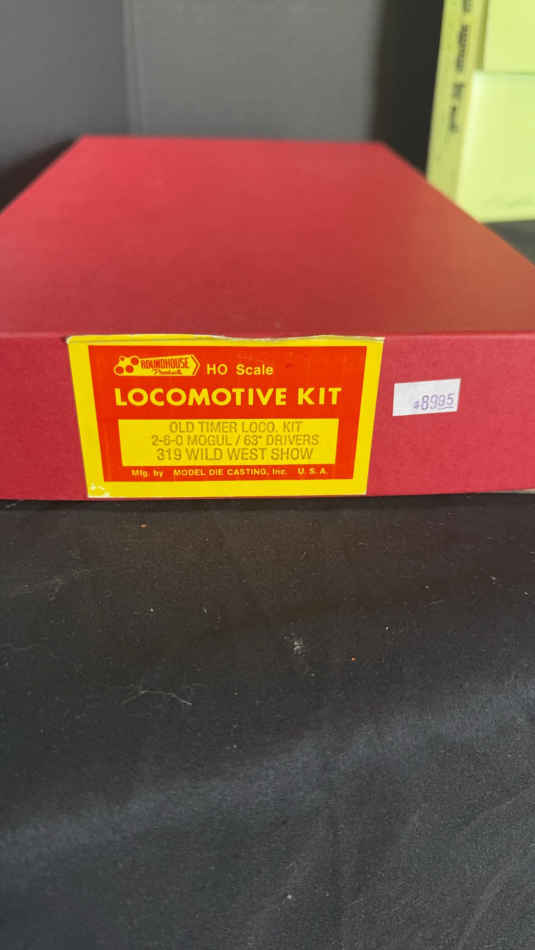 ROUNDHOUSE
Products
HO Scale
LOCOMOTIVE KIT
OLD TIMER LOCO. KIT
2-6-0 MOGUL / 63" DRIVERS
319 WILD WEST SHOW
Mfg. by MODEL DIE CASTING, Inc. U. S. A.
$8995